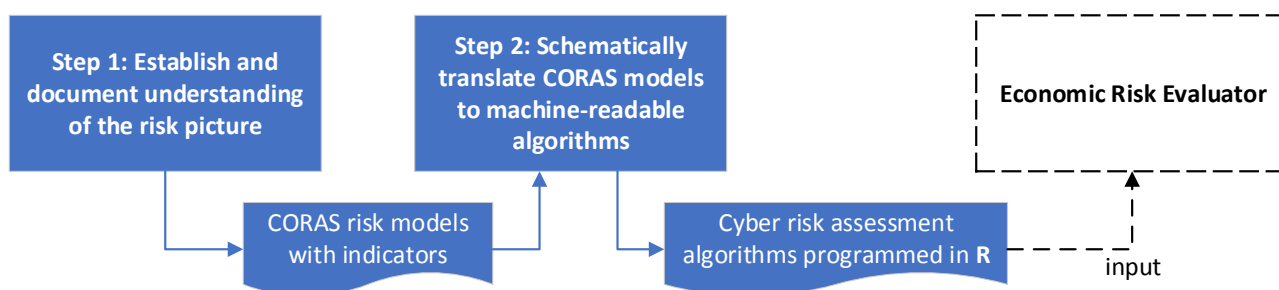 Step 1: Establish and
document understanding
of the risk picture
Step 2: Schematically
translate CORAS models
to machine-readable
algorithms
Economic Risk Evaluator
CORAS risk models
with indicators
Cyber risk assessment
algorithms programmed in R
input